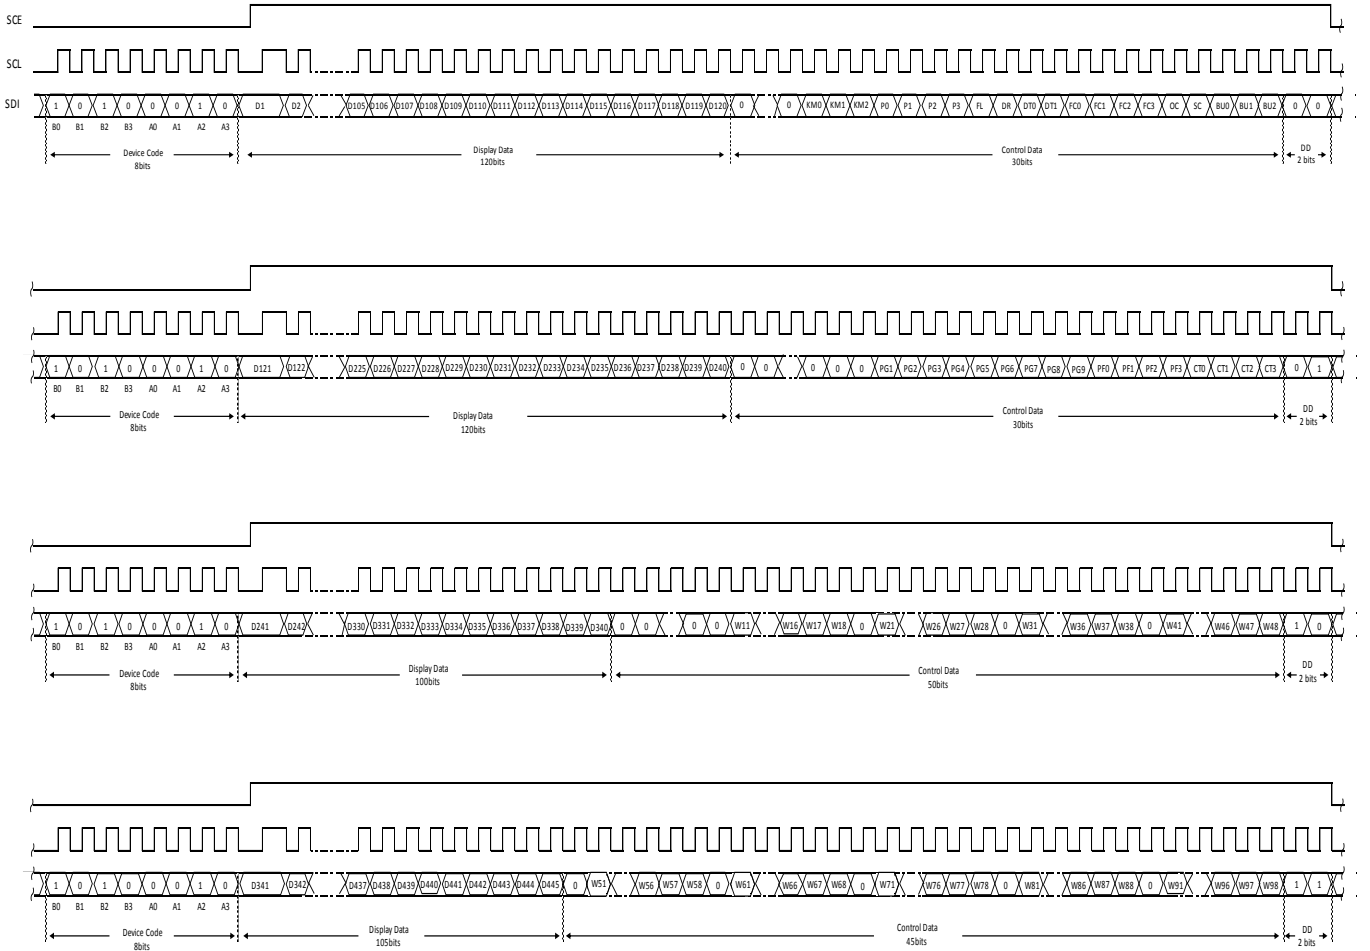 SCE
SCL
SDI 1 0 1 0 0 0 1 0 D1 D2 D105 D106 D107 D108 D109 D110 D111 D112 D113 D114 D115 D116 D117 D118 D119 D120 0 0 KM0 KM1 KM2 P0 P1 P2 P3 FL DR DT0 DT1 FC0 FC1 FC2 FC3 OC SC BU0 BU1 BU2 0 0
B0 B1 B2 B3 A0 A1 A2 A3
Device Code Display Data Control Data DD
8bits 120bits 30bits 2 bits
1 0 1 0 0 0 1 0 D121 D122 D225 D226 D227 D228 D229 D230 D231 D232 D233 D234 D235 D236 D237 D238 D239 D240 0 0 0 0 0 PG1 PG2 PG3 PG4 PG5 PG6 PG7 PG8 PG9 PF0 PF1 PF2 PF3 CT0 CT1 CT2 CT3 0 1
B0 B1 B2 B3 A0 A1 A2 A3
Device Code Display Data Control Data DD
8bits 120bits 30bits 2 bits
1 0 1 0 0 0 1 0 D241 D242 D330 D331 D332 D333 D334 D335 D336 D337 D338 D339 D340 0 0 0 0 W11 W16 W17 W18 0 W21 W26 W27 W28 0 W31 W36 W37 W38 0 W41 W46 W47 W48 1 0
B0 B1 B2 B3 A0 A1 A2 A3
Device Code Display Data Control Data DD
8bits 100bits 50bits 2 bits
1 0 1 0 0 0 1 0 D341 D342 D437 D438 D439 D440 D441 D442 D443 D444 D445 0 W51 W56 W57 W58 0 W61 W66 W67 W68 0 W71 W76 W77 W78 0 W81 W86 W87 W88 0 W91 W96 W97 W98 1 1
B0 B1 B2 B3 A0 A1 A2 A3
Device Code Display Data Control Data DD
8bits 105bits 45bits 2 bits